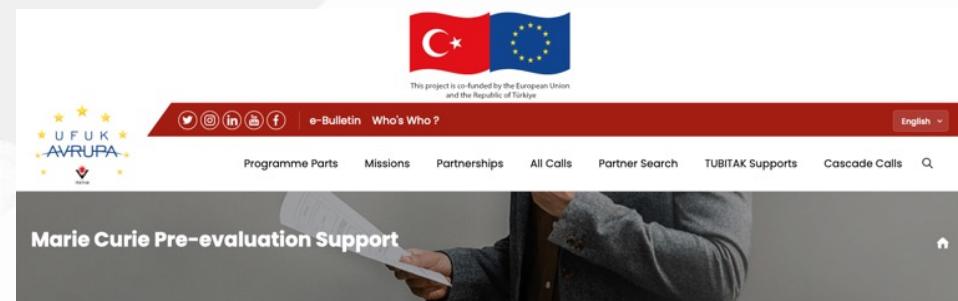 This project is co-funded by the European Union
and the Republic of Türkiye
UFUK
AVRUPA
e-Bulletin Who's Who ?
English
Programme Parts Missions Partnerships All Calls Partner Search TUBITAK Supports Cascade Calls
Marie Curie Pre-evaluation Support